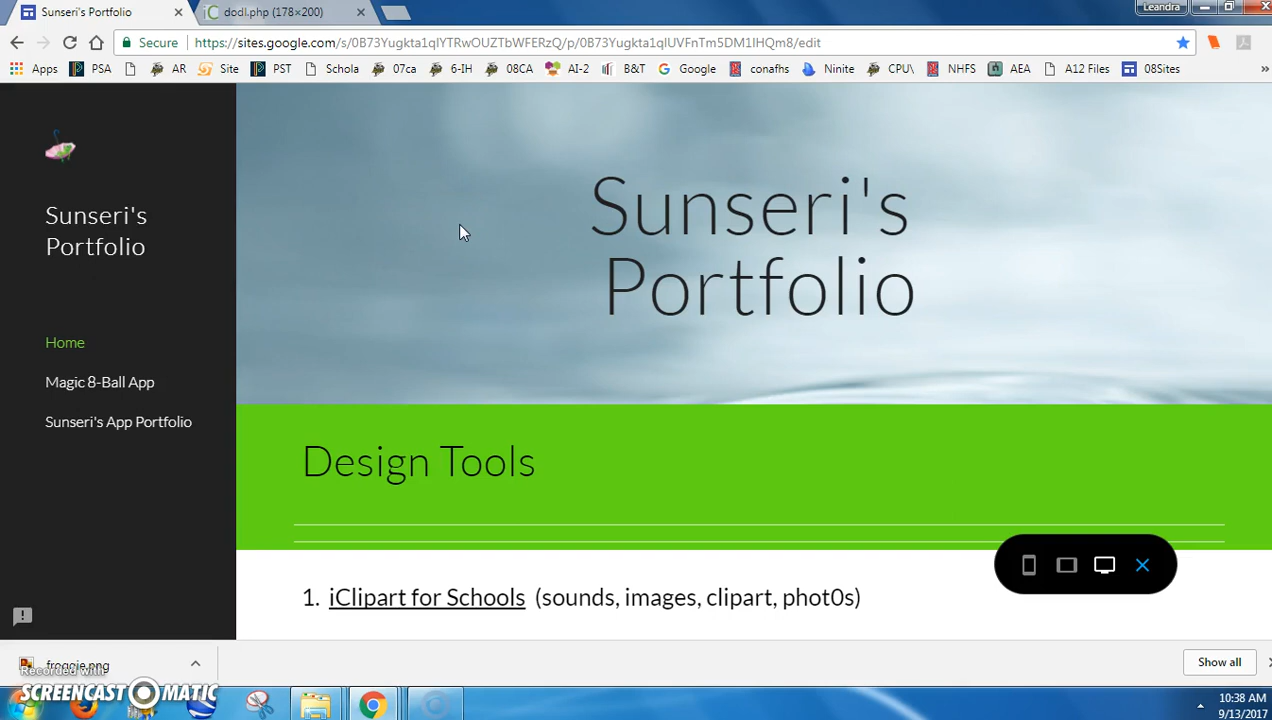 Sunseri's Portfolio
dodl.php (178×200)
Leandra
Secure
https://sites.google.com/s/0B73Yugkta1qlYTRwOUZTbWFERzQ/p/0B73Yugkta1qlUVFnTm5DM1lHQm8/edit
Apps PSA AR Site PST Schola 07ca 6-IH 08CA AI-2 B&T Google conafhs Ninite CPU\ NHFS AEA A12 Files 08Sites
Sunseri's
Portfolio
Home
Magic 8-Ball App
Sunseri's App Portfolio
Sunseri's
Portfolio
Design Tools
1. iClipart for Schools (sounds, images, clipart, phot0s)
froggie.png
Show all
Recorded with
SCREENCAST-O-MATIC
10:38 AM
9/13/2017